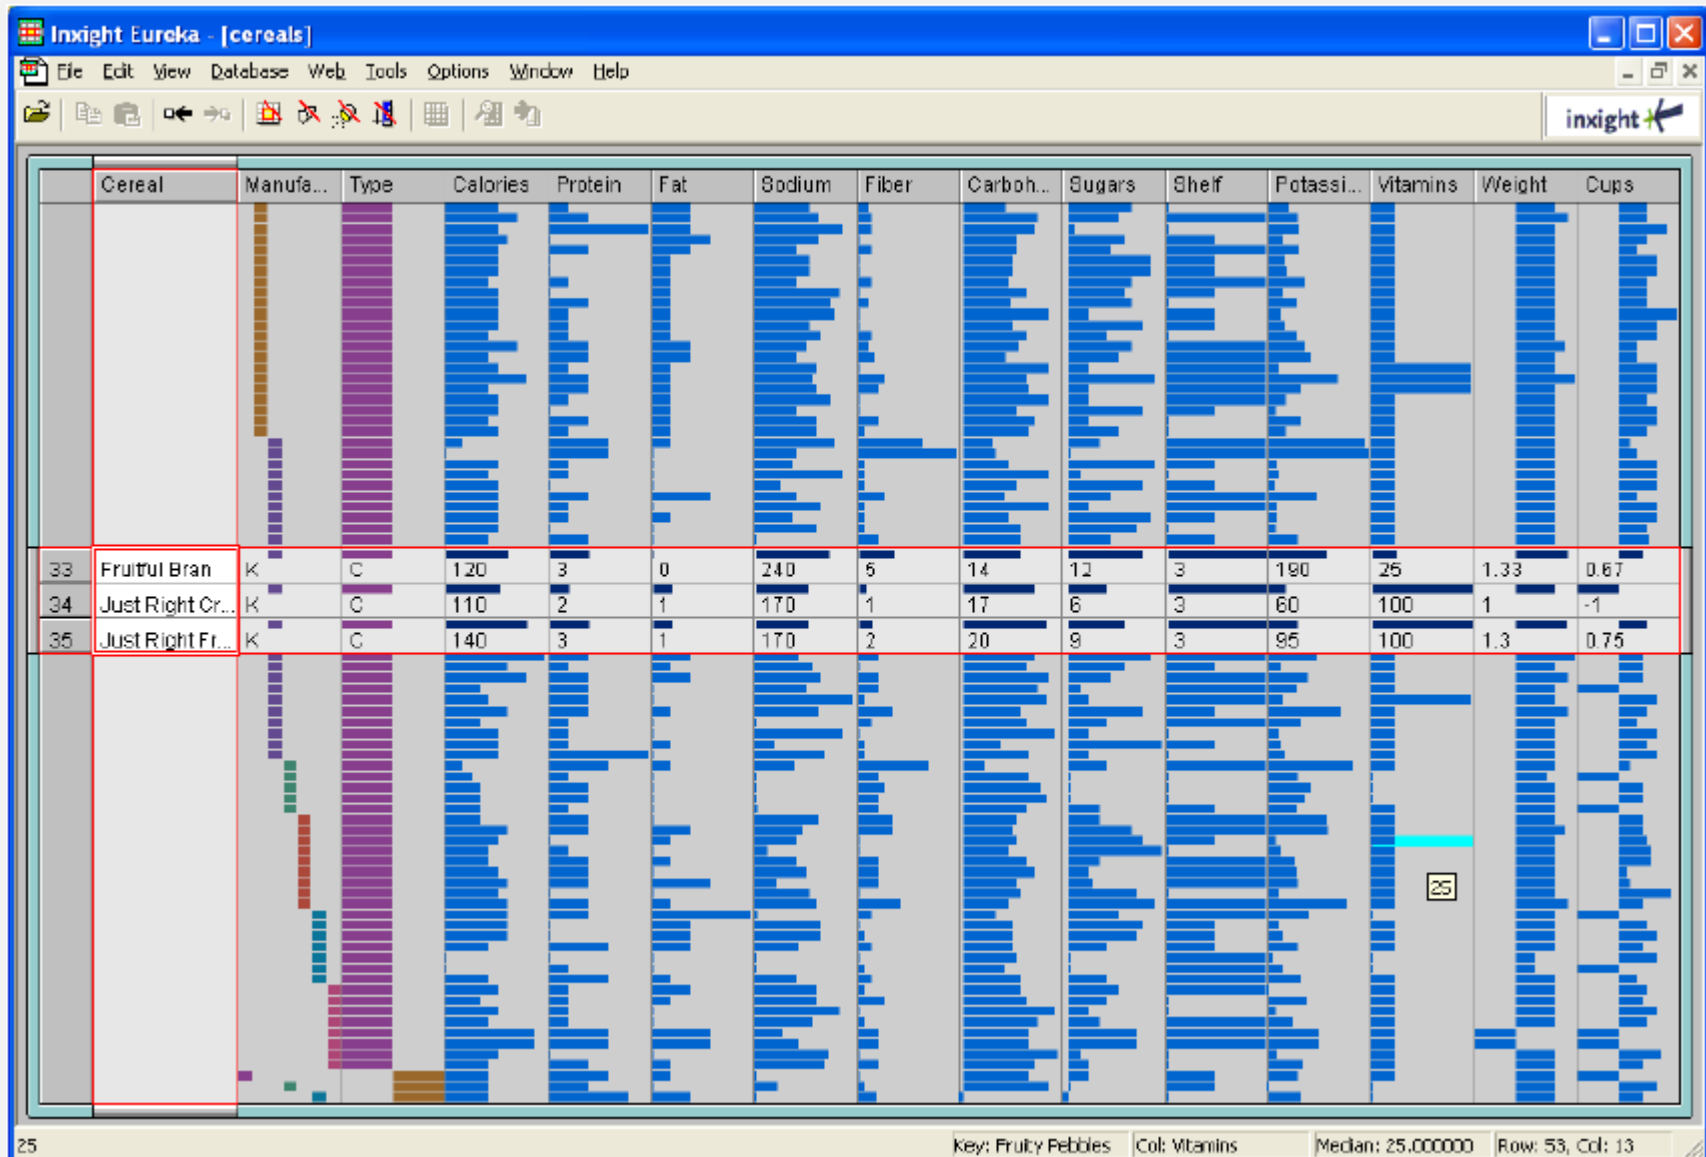 Inxight Eureka - [cereals]
File Edit View Database Web Tools Options Window Help
inxight
Cereal Manufa... Type Calories Protein Fat Sodium Fiber Carboh... Sugars Shelf Potassi... Vitamins Weight Cups
33 Fruitful Bran K C 120 3 0 240 5 14 12 3 190 25 1.33 0.67
34 Just Right Cr... K C 110 2 1 170 1 17 6 3 60 100 1 -1
35 Just Right Fr... K C 140 3 1 170 2 20 9 3 95 100 1.3 0.75
25
25 Key: Fruity Pebbles Col: Vitamins Median: 25.000000 Row: 53, Col: 13